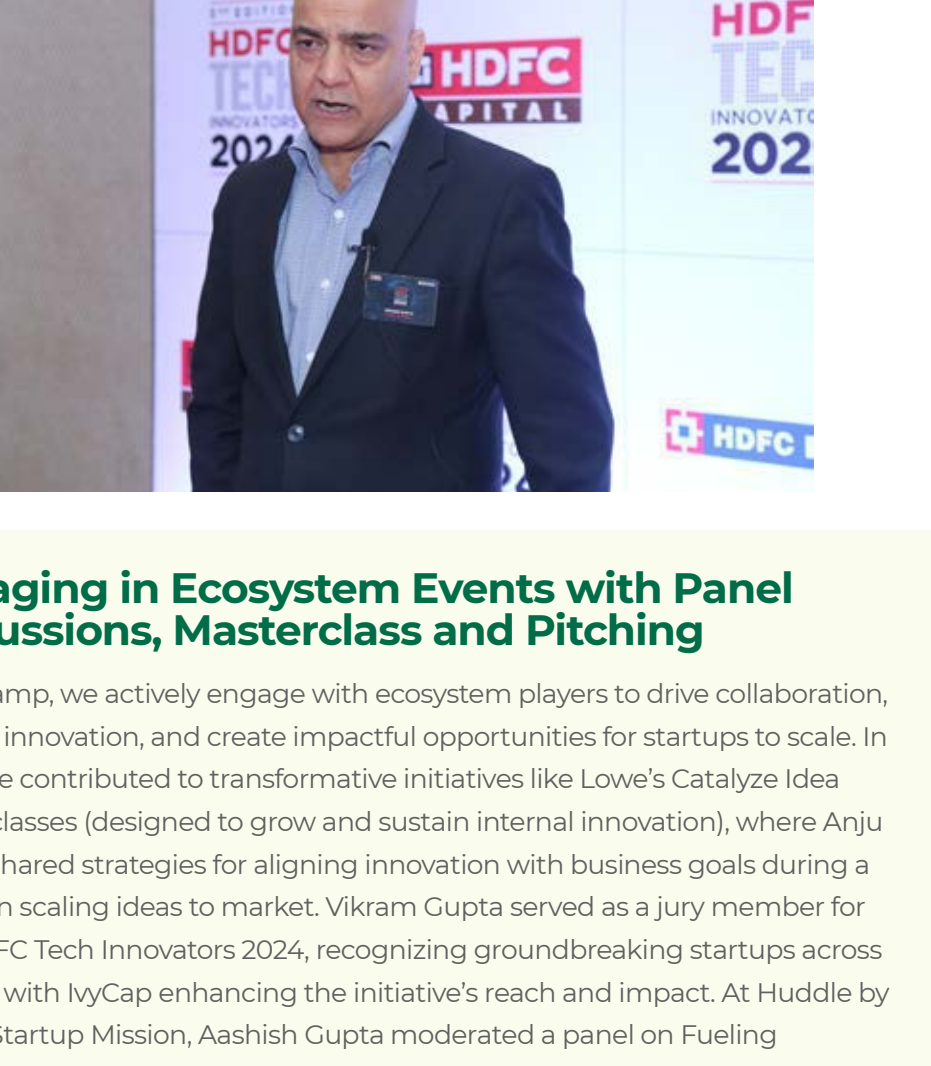 HDFC
TECH
INNOVATORS
2024
HDFC
CAPITAL
HDF
TEC
INNOVATO
202
HDFC
aging in Ecosystem Events with Panel
ussions, Masterclass and Pitching
amp, we actively engage with ecosystem players to drive collaboration,
innovation, and create impactful opportunities for startups to scale. In
e contributed to transformative initiatives like Lowe’s Catalyze Idea
classes (designed to grow and sustain internal innovation), where Anju
hared strategies for aligning innovation with business goals during a
n scaling ideas to market. Vikram Gupta served as a jury member for
FC Tech Innovators 2024, recognizing groundbreaking startups across
with IvyCap enhancing the initiative’s reach and impact. At Huddle by
Startup Mission, Aashish Gupta moderated a panel on Fueling